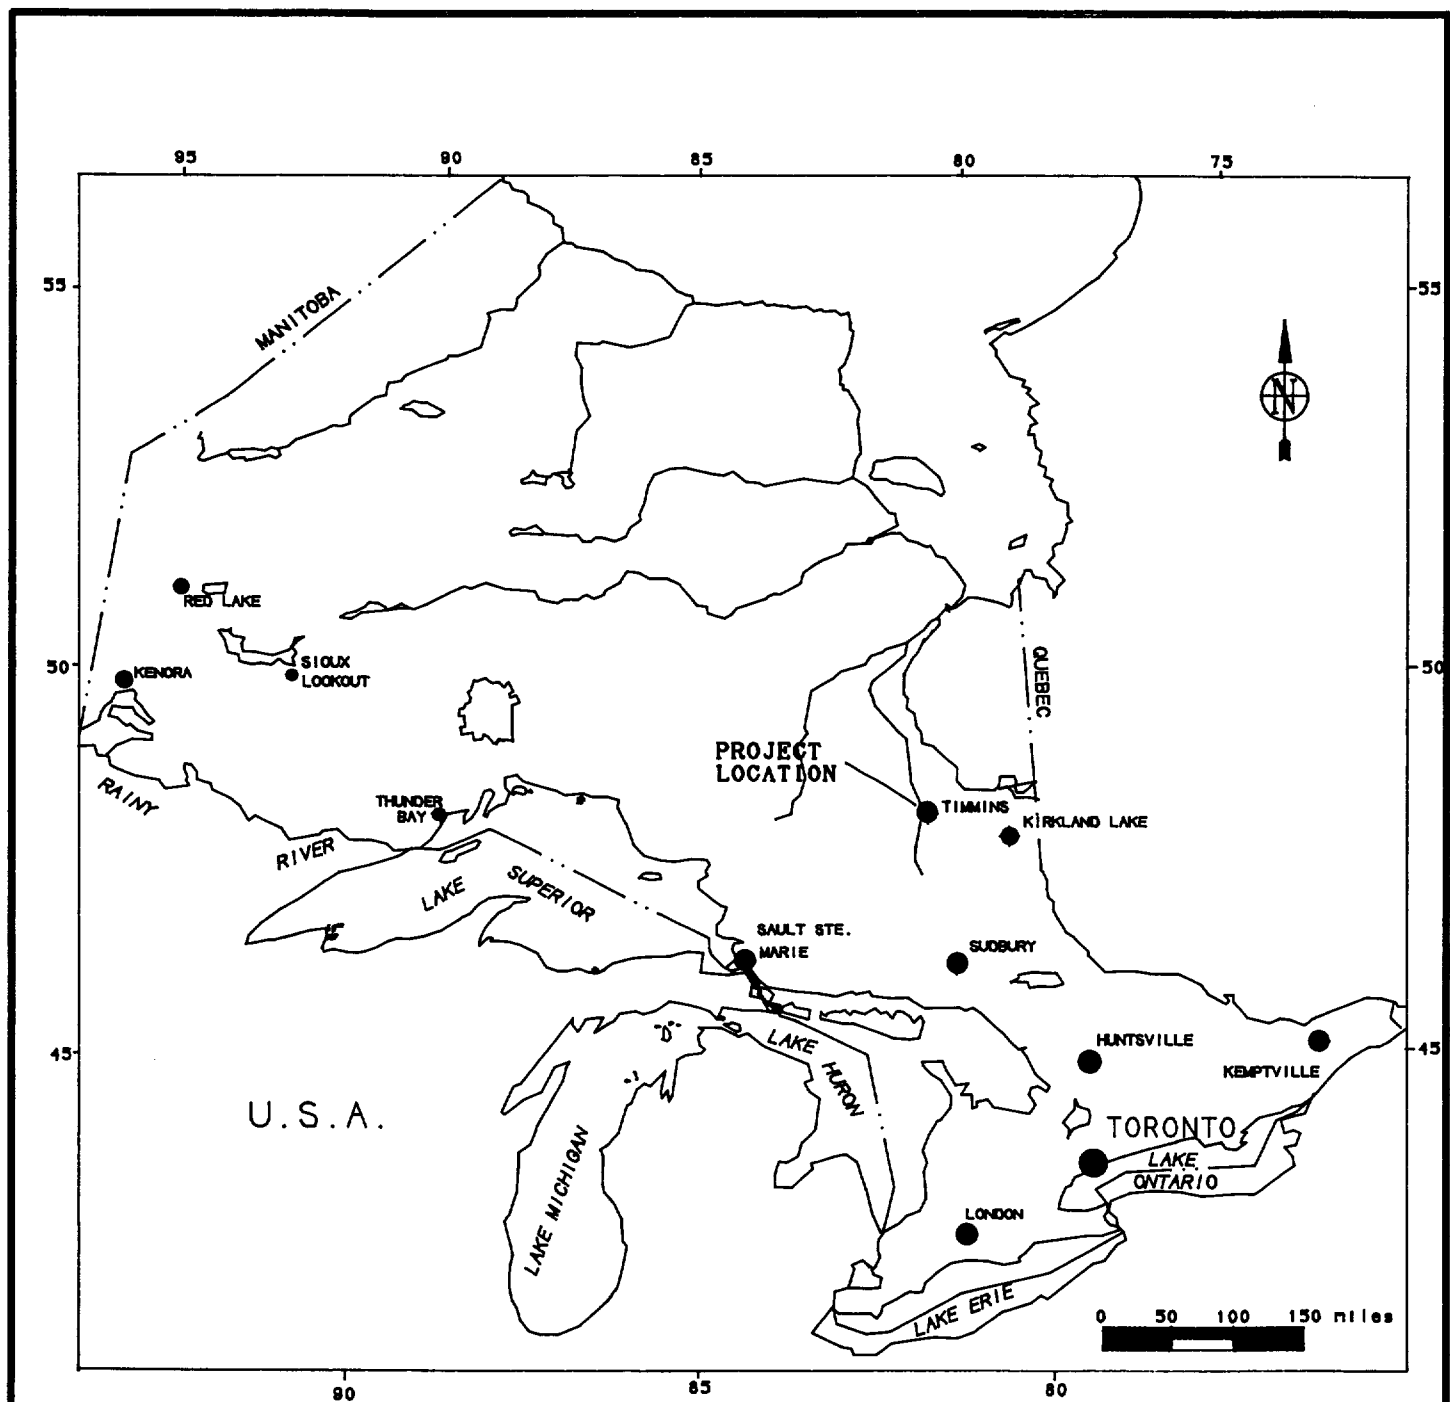 95 90 85 80 75
55 55
MANITOBA
N
RED LAKE
50 50
KENORA
SIOUX
LOOKOUT
QUEBEC
PROJECT
LOCATION
RAINY
RIVER
THUNDER
BAY
TIMMINS
KIRKLAND LAKE
LAKE
SUPERIOR
SAULT STE.
MARIE
SUDBURY
45 45
LAKE
HURON
HUNTSVILLE
KEMPTVILLE
U.S.A.
LAKE MICHIGAN
TORONTO
LAKE
ONTARIO
LONDON
LAKE ERIE
0 50 100 150 miles
90 85 80